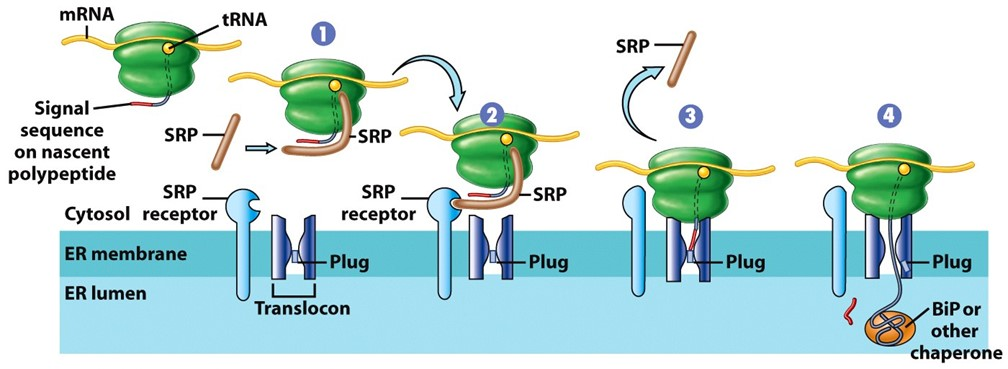 mRNA
tRNA
Signal
sequence
on nascent
polypeptide
1
SRP
SRP
SRP
receptor
2
SRP
SRP
receptor
SRP
3
4
Cytosol
ER membrane
ER lumen
Plug
Translocon
Plug
Plug
Plug
BiP or
other
chaperone